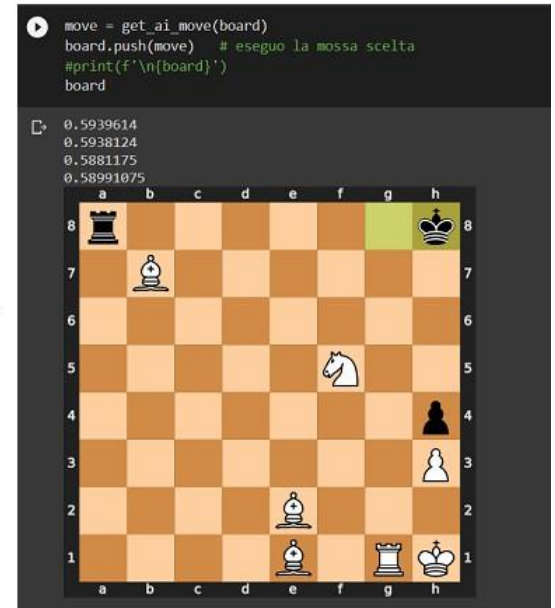 move = get_ai_move(board)
board.push(move) # eseguo la mossa scelta
#print(f'\n{board}')
board
0.5939614
0.5938124
0.5881175
0.58991075
a b c d e f g h
8 8
7 7
6 6
5 5
4 4
3 3
2 2
1 1
a b c d e f g h